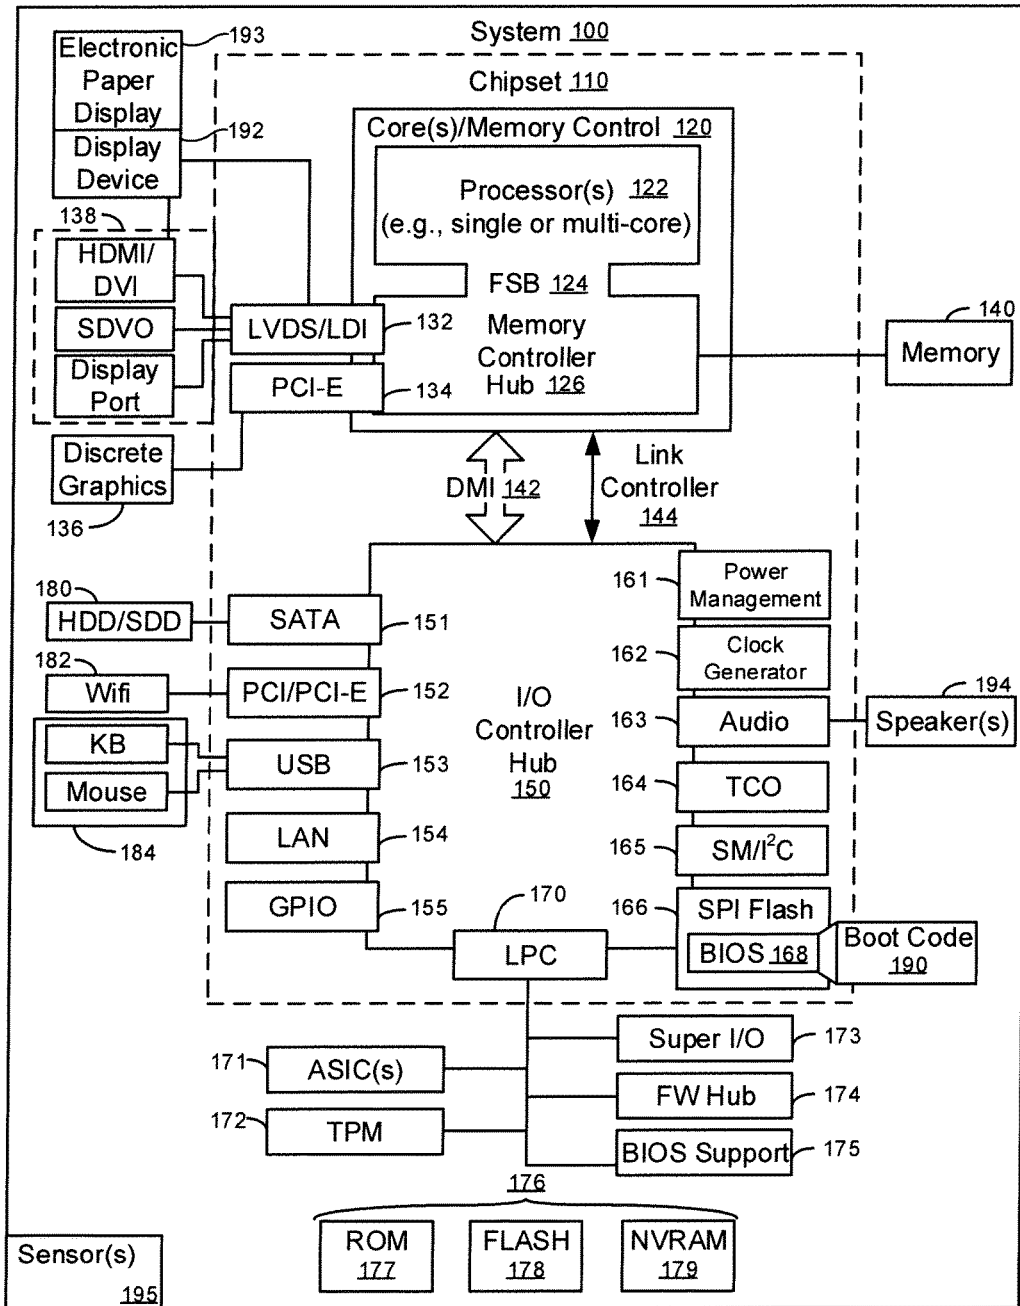 System 100
193
Electronic
Paper
Display
192
Display
Device
Chipset 110
Core(s)/Memory Control 120
Processor(s) 122
(e.g., single or multi-core)
FSB 124
Memory
Controller
Hub 126
138
HDMI/
DVI
SDVO
Display
Port
LVDS/LDI
132
PCI-E
134
140
Memory
Discrete
Graphics
136
DMI 142
Link
Controller
144
180
HDD/SDD
182
Wifi
KB
Mouse
184
SATA
151
PCI/PCI-E
152
USB
153
LAN
154
GPIO
155
I/O
Controller
Hub
150
161
Power
Management
162
Clock
Generator
163
Audio
194
Speaker(s)
164
TCO
165
SM/I²C
166
SPI Flash
BIOS 168
Boot Code
190
170
LPC
171
ASIC(s)
172
TPM
Super I/O
173
FW Hub
174
BIOS Support
175
176
ROM
177
FLASH
178
NVRAM
179
Sensor(s)
195